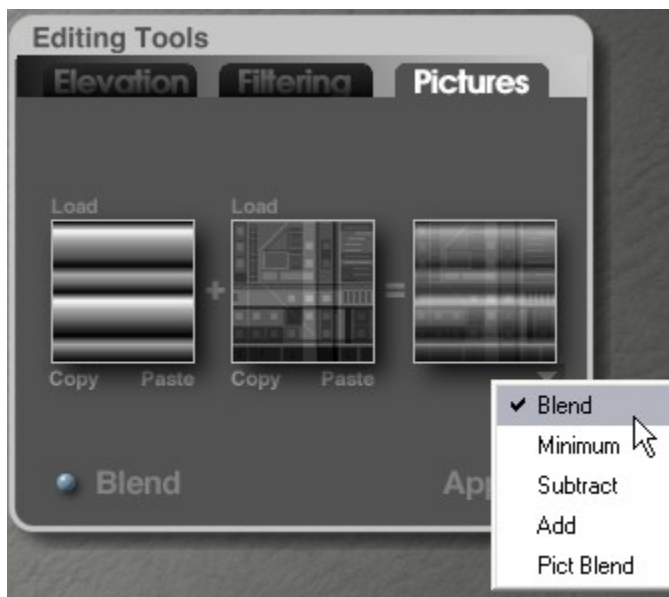 Editing Tools
Elevation Filtering Pictures
Load Load
+ =
Copy Paste Copy Paste
Blend
Minimum
Subtract
Add
Pict Blend
Blend